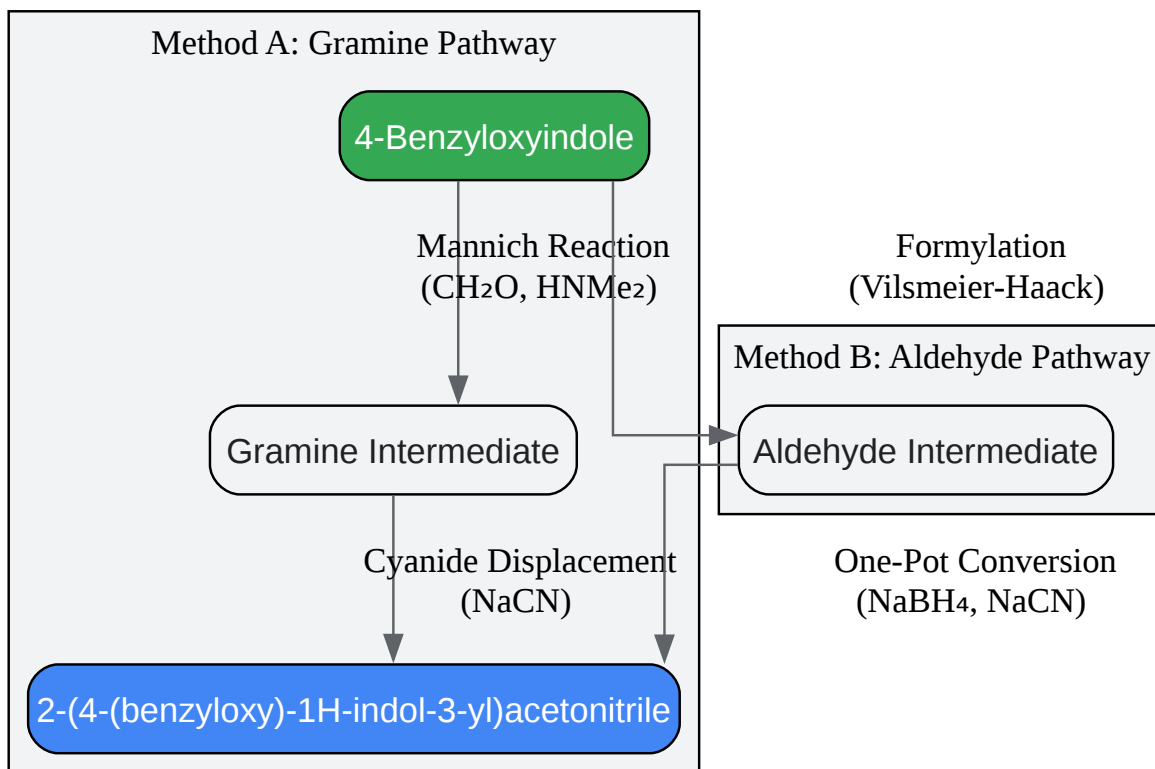 Method A: Gramine Pathway
4-Benzyloxyindole
Mannich Reaction
(CH₂O, HNMe₂)
Formylation
(Vilsmeier-Haack)
Method B: Aldehyde Pathway
Gramine Intermediate
Aldehyde Intermediate
Cyanide Displacement
(NaCN)
One-Pot Conversion
(NaBH₄, NaCN)
2-(4-(benzyloxy)-1H-indol-3-yl)acetonitrile